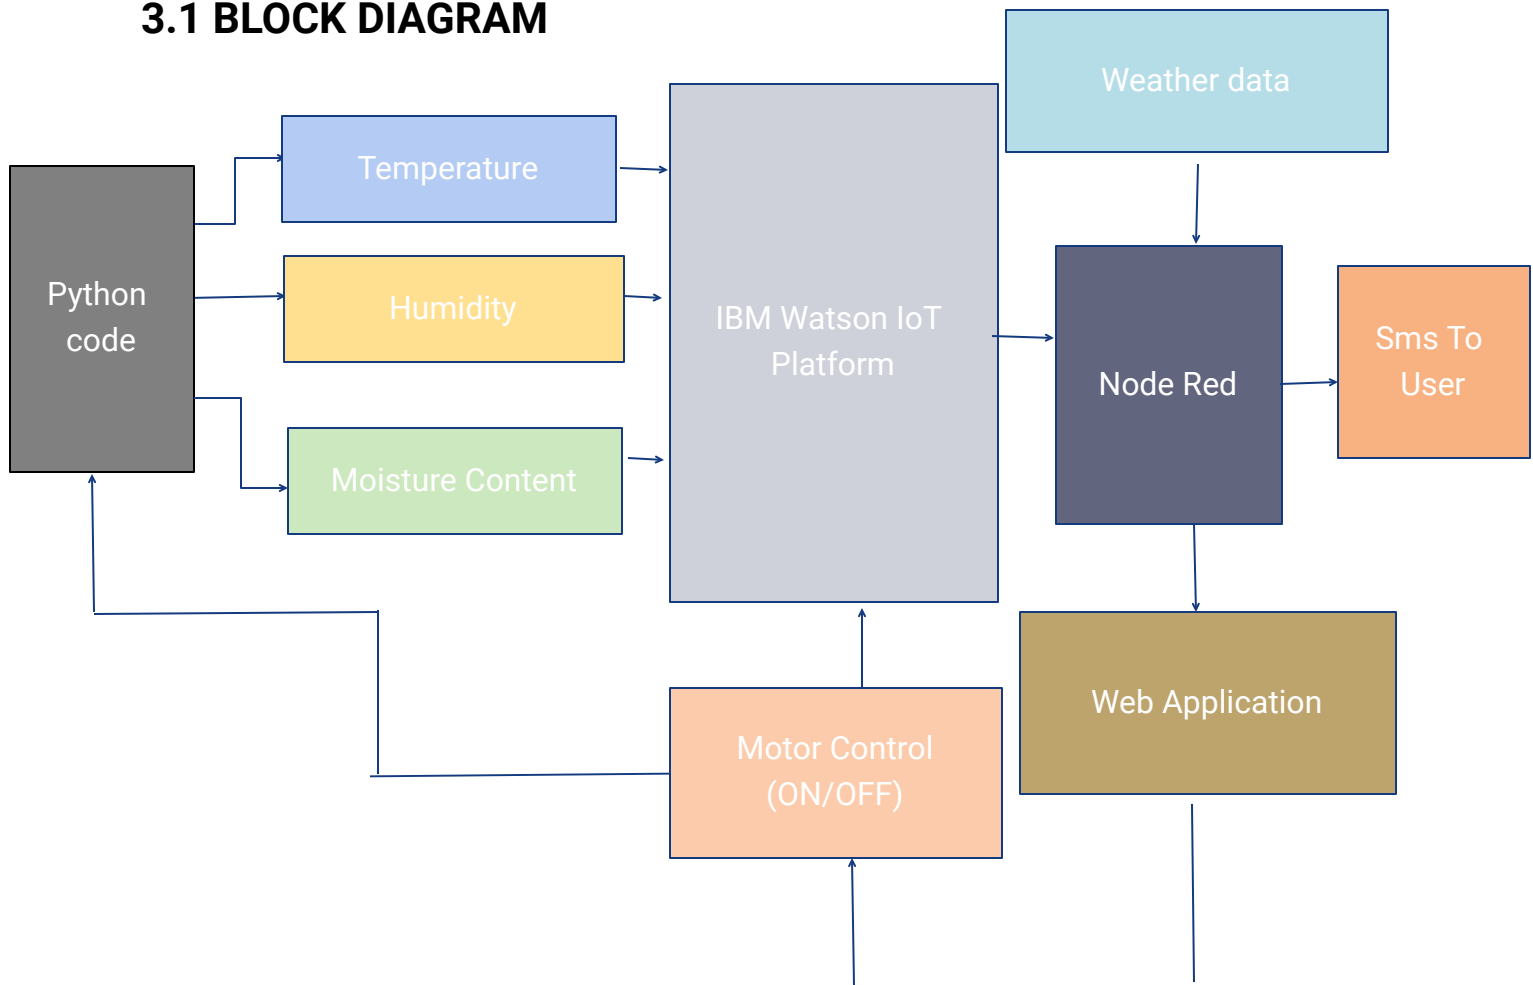 3.1 BLOCK DIAGRAM
Weather data
Temperature
Python
code
Humidity
IBM Watson IoT
Platform
Sms To
User
Node Red
Moisture Content
Web Application
Motor Control
(ON/OFF)